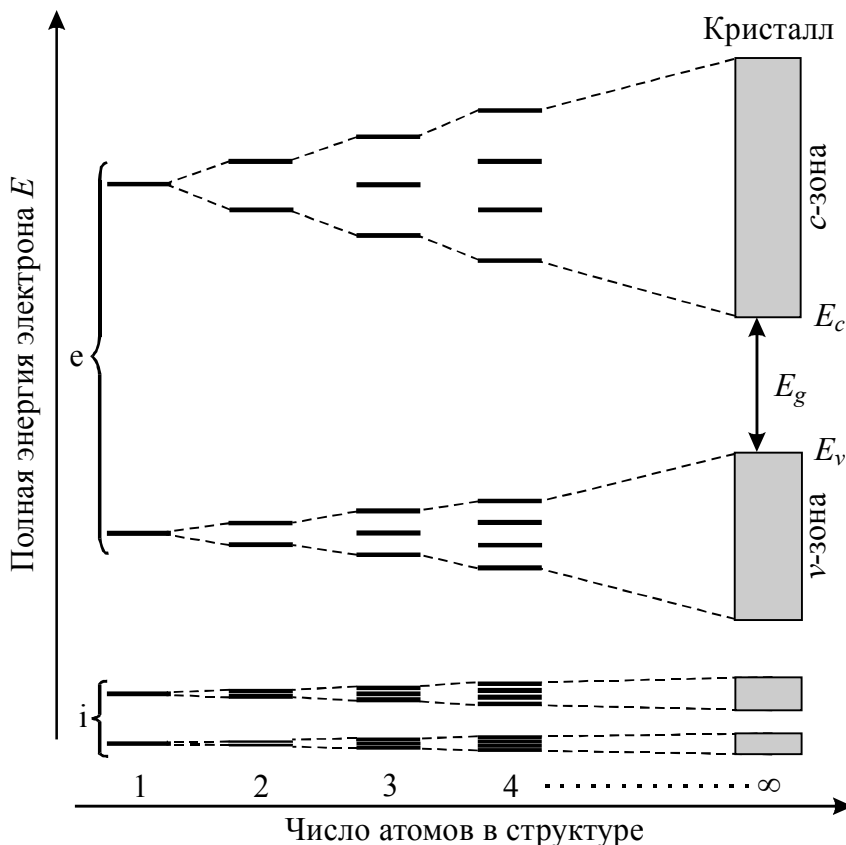 E
Кристалл
Полная энергия электрона E
c-зона
E_c
e
E_g
E_v
v-зона
i
1 2 3 4 ......... ∞
Число атомов в структуре